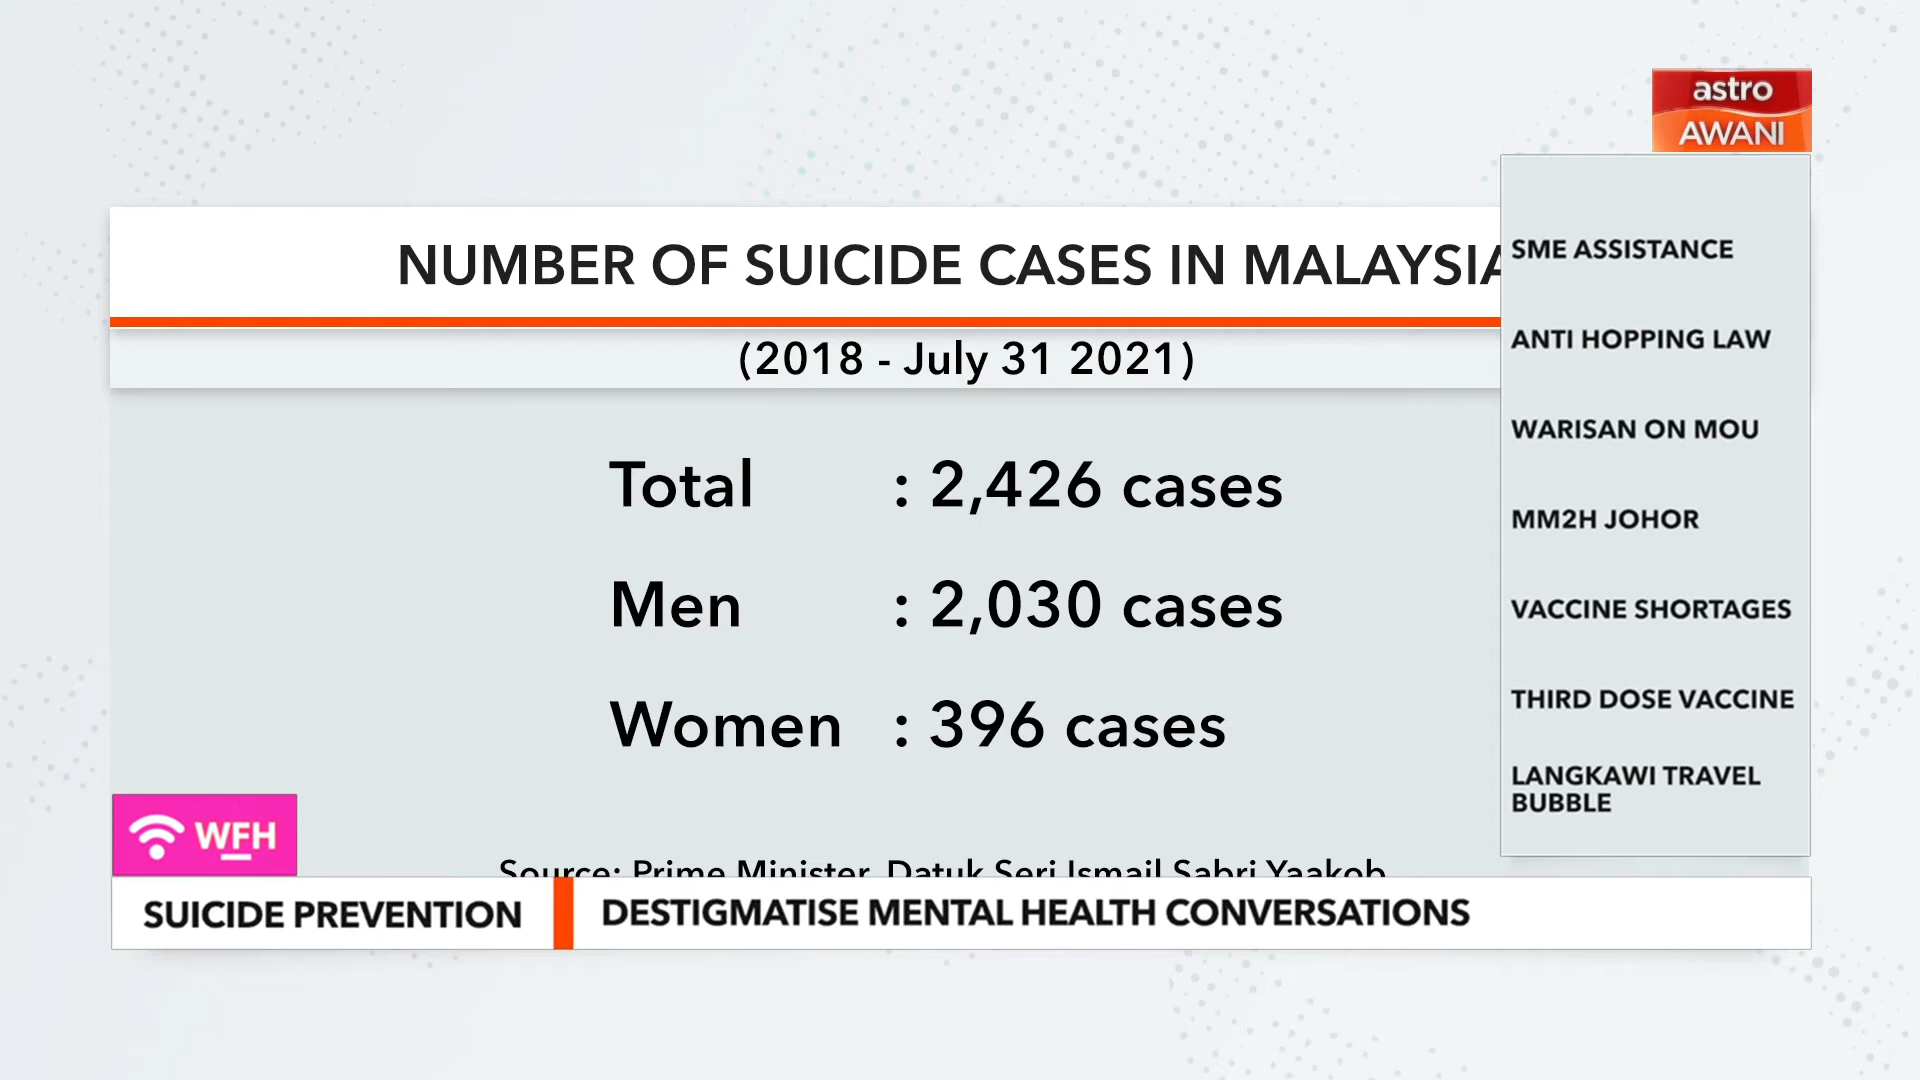 astro
AWANI
NUMBER OF SUICIDE CASES IN MALAYSIA
(2018 - July 31 2021)
Total : 2,426 cases
Men : 2,030 cases
Women : 396 cases
Source: Prime Minister, Datuk Seri Ismail Sabri Yaakob
SME ASSISTANCE
ANTI HOPPING LAW
WARISAN ON MOU
MM2H JOHOR
VACCINE SHORTAGES
THIRD DOSE VACCINE
LANGKAWI TRAVEL
BUBBLE
WFH
SUICIDE PREVENTION
DESTIGMATISE MENTAL HEALTH CONVERSATIONS